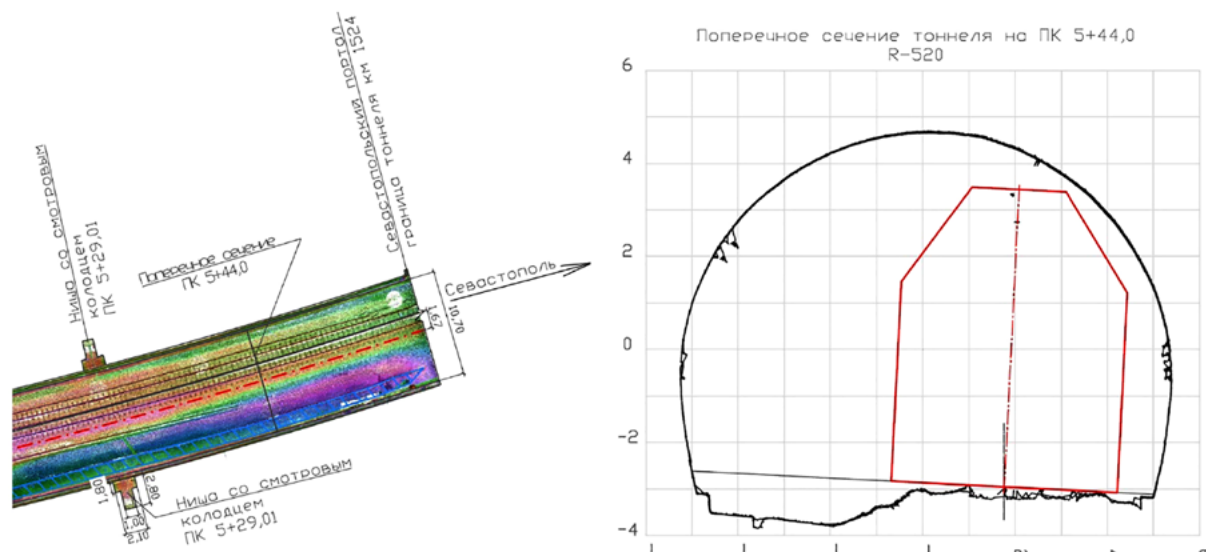 Ниша со смотровым
колодцем
ПК 5+29,01
Поперечное сечение
ПК 5+44,0
Севастопольский портал
граница тоннеля км 1524
Севастополь
1,67
10,70
1,80
2,80
1,80
2,10
Ниша со смотровым
колодцем
ПК 5+29,01
Поперечное сечение тоннеля на ПК 5+44,0
R-520
6
4
2
0
-2
-4